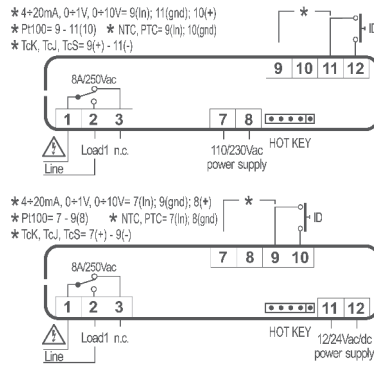 * 4÷20mA, 0÷1V, 0÷10V= 9(In); 11(gnd); 10(+)
* Pt100= 9 - 11(10) * NTC, PTC= 9(In); 10(gnd)
* TcK, TcJ, TcS= 9(+) - 11(-)
* ID
9 10 11 12
8A/250Vac
1 2 3 7 8
HOT KEY
Load1 n.c.
Line
110/230Vac
power supply
* 4÷20mA, 0÷1V, 0÷10V= 7(In); 9(gnd); 8(+)
* Pt100= 7 - 9(8) * NTC, PTC= 7(In); 8(gnd)
* TcK, TcJ, TcS= 7(+) - 9(-)
* ID
7 8 9 10
8A/250Vac
1 2 3 11 12
HOT KEY
Load1 n.c.
Line
12/24Vac/dc
power supply